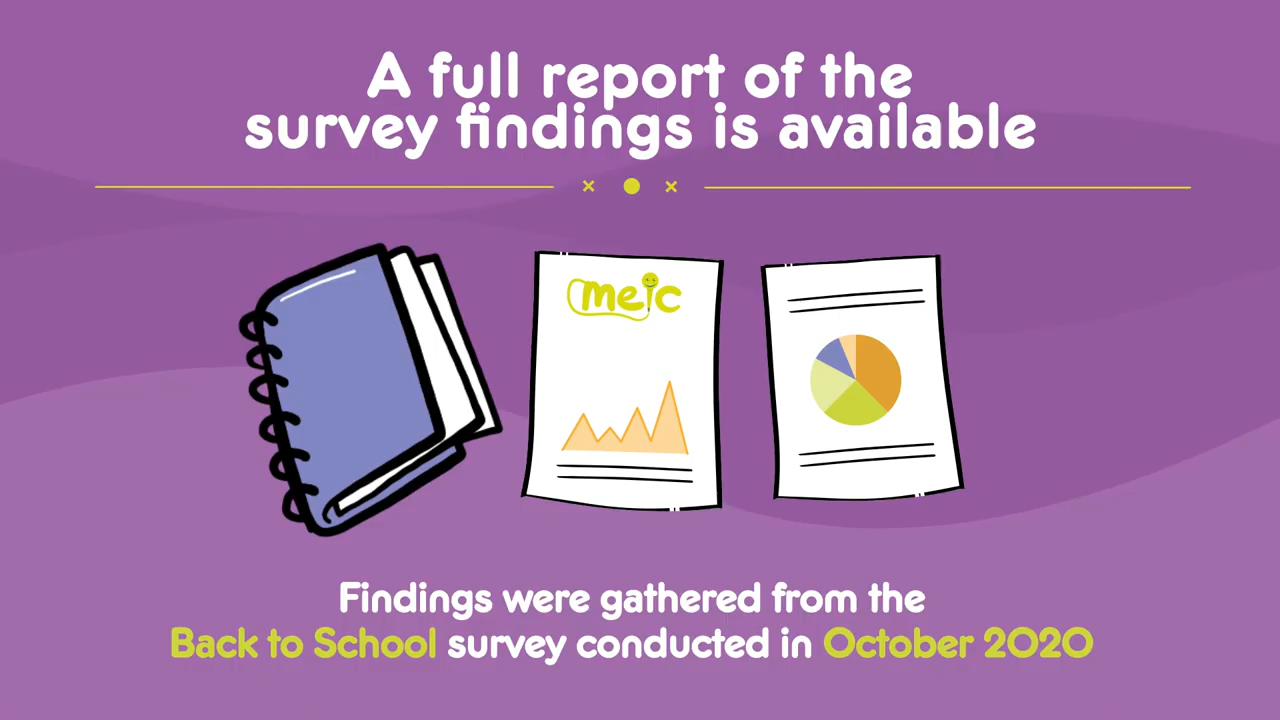 A full report of the
survey findings is available
meic
Findings were gathered from the
Back to School survey conducted in October 2020